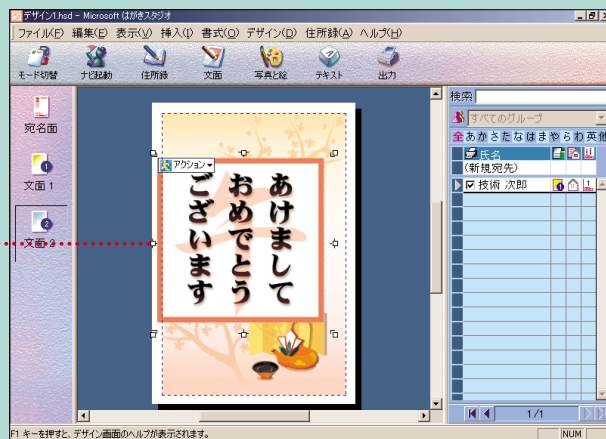 デザイン1.hsd - Microsoft はがきスタジオ
ファイル(F) 編集(E) 表示(V) 挿入(I) 書式(O) デザイン(D) 住所録(A) ヘルプ(H)
モード切替 ナビ起動 住所録 文面 写真と絵 テキスト 出力
宛名面
文面 1
文面 2
アクション
あけまして
おめでとう
ございます
検索
すべてのグループ
全 あ か さ た な は ま や ら わ 英 他
氏名
(新規宛先)
技術 次郎
1/1
F1 キーを押すと、デザイン画面のヘルプが表示されます。
NUM